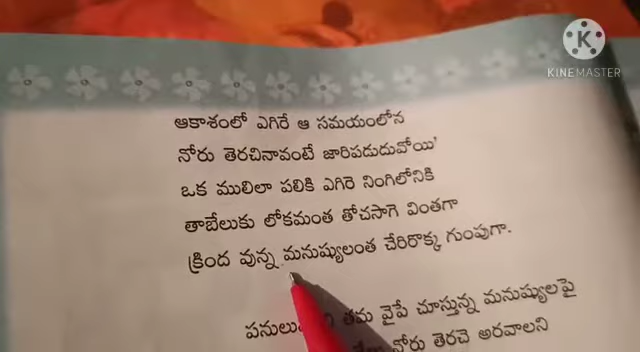 KINEMASTER
ఆకాశంలో ఎగిరే ఆ సమయంలోన
నోరు తెరచినావంటే జారిపడుదువోయి'
ఒక ములిలా పలికి ఎగిరె నింగిలోనికి
తాబేలుకు లోకమంత తోచసాగె వింతగా
క్రింద వున్న మనుష్యులంత చేరిరొక్క గుంపుగా.
తమ వైపే చూస్తున్న మనుష్యులపై
నోరు తెరచె అరవాలని